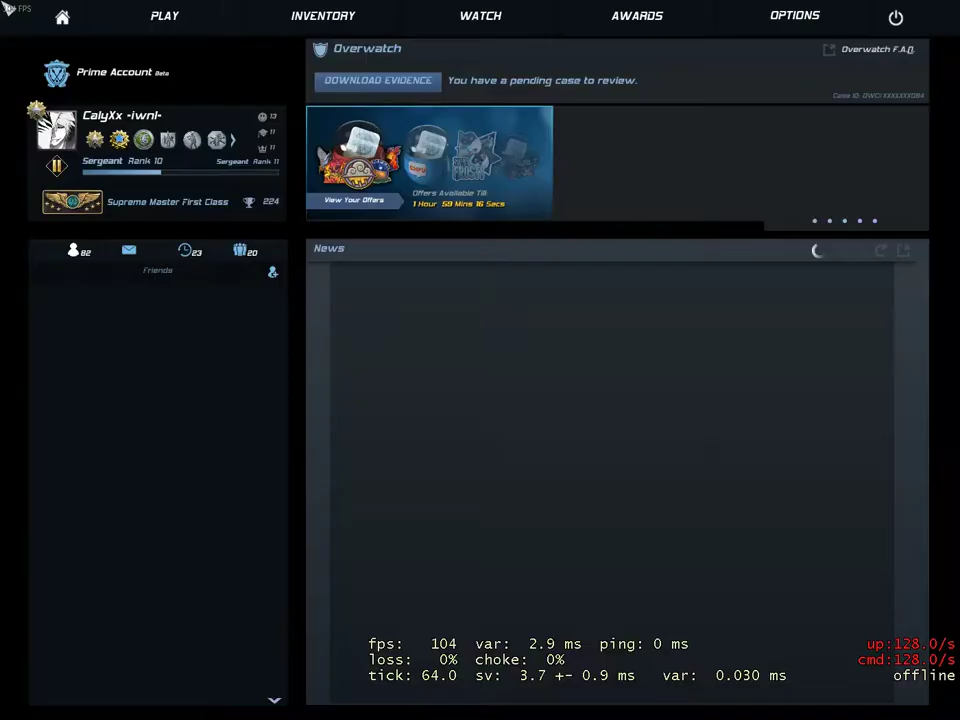 FPS
PLAY
INVENTORY
WATCH
AWARDS
OPTIONS
Prime Account Beta
Overwatch
Overwatch F.A.Q.
DOWNLOAD EVIDENCE
You have a pending case to review.
CalyXx -iwnl-
13
11
11
Sergeant Rank 10
Sergeant Rank 11
Supreme Master First Class
224
View Your Offers
Offers Available Till:
1 Hour 59 Mins 16 Secs
82
23
20
Friends
News
fps: 104 var: 2.9 ms ping: 0 ms
up:128.0/s
loss: 0% choke: 0%
cmd:128.0/s
tick: 64.0 sv: 3.7 +- 0.9 ms var: 0.030 ms
offline